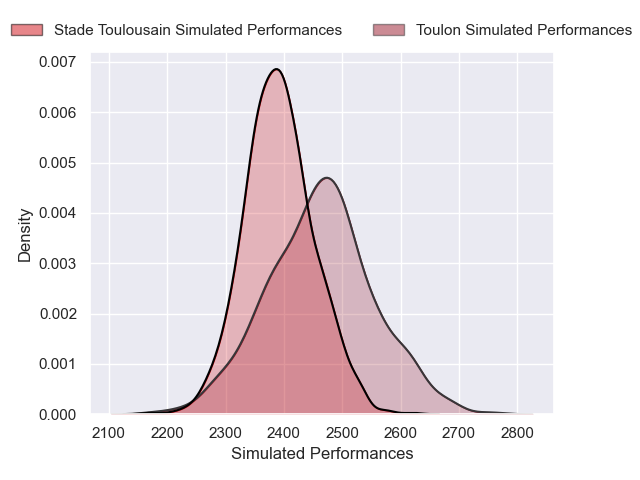 Stade Toulousain Simulated Performances Toulon Simulated Performances
0.007
0.006
0.005
0.004
0.003
0.002
0.001
0.000
Density
2100 2200 2300 2400 2500 2600 2700 2800
Simulated Performances